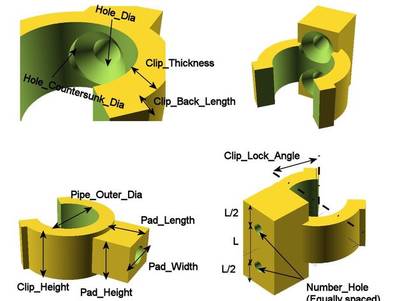 Hole_Dia
Clip_Thickness
Hole_Countersunk_Dia
Clip_Back_Length
Clip_Lock_Angle
Pipe_Outer_Dia
Pad_Length
L/2
L
Pad_Width
L/2
Clip_Height
Pad_Height
Number_Hole
(Equally spaced)